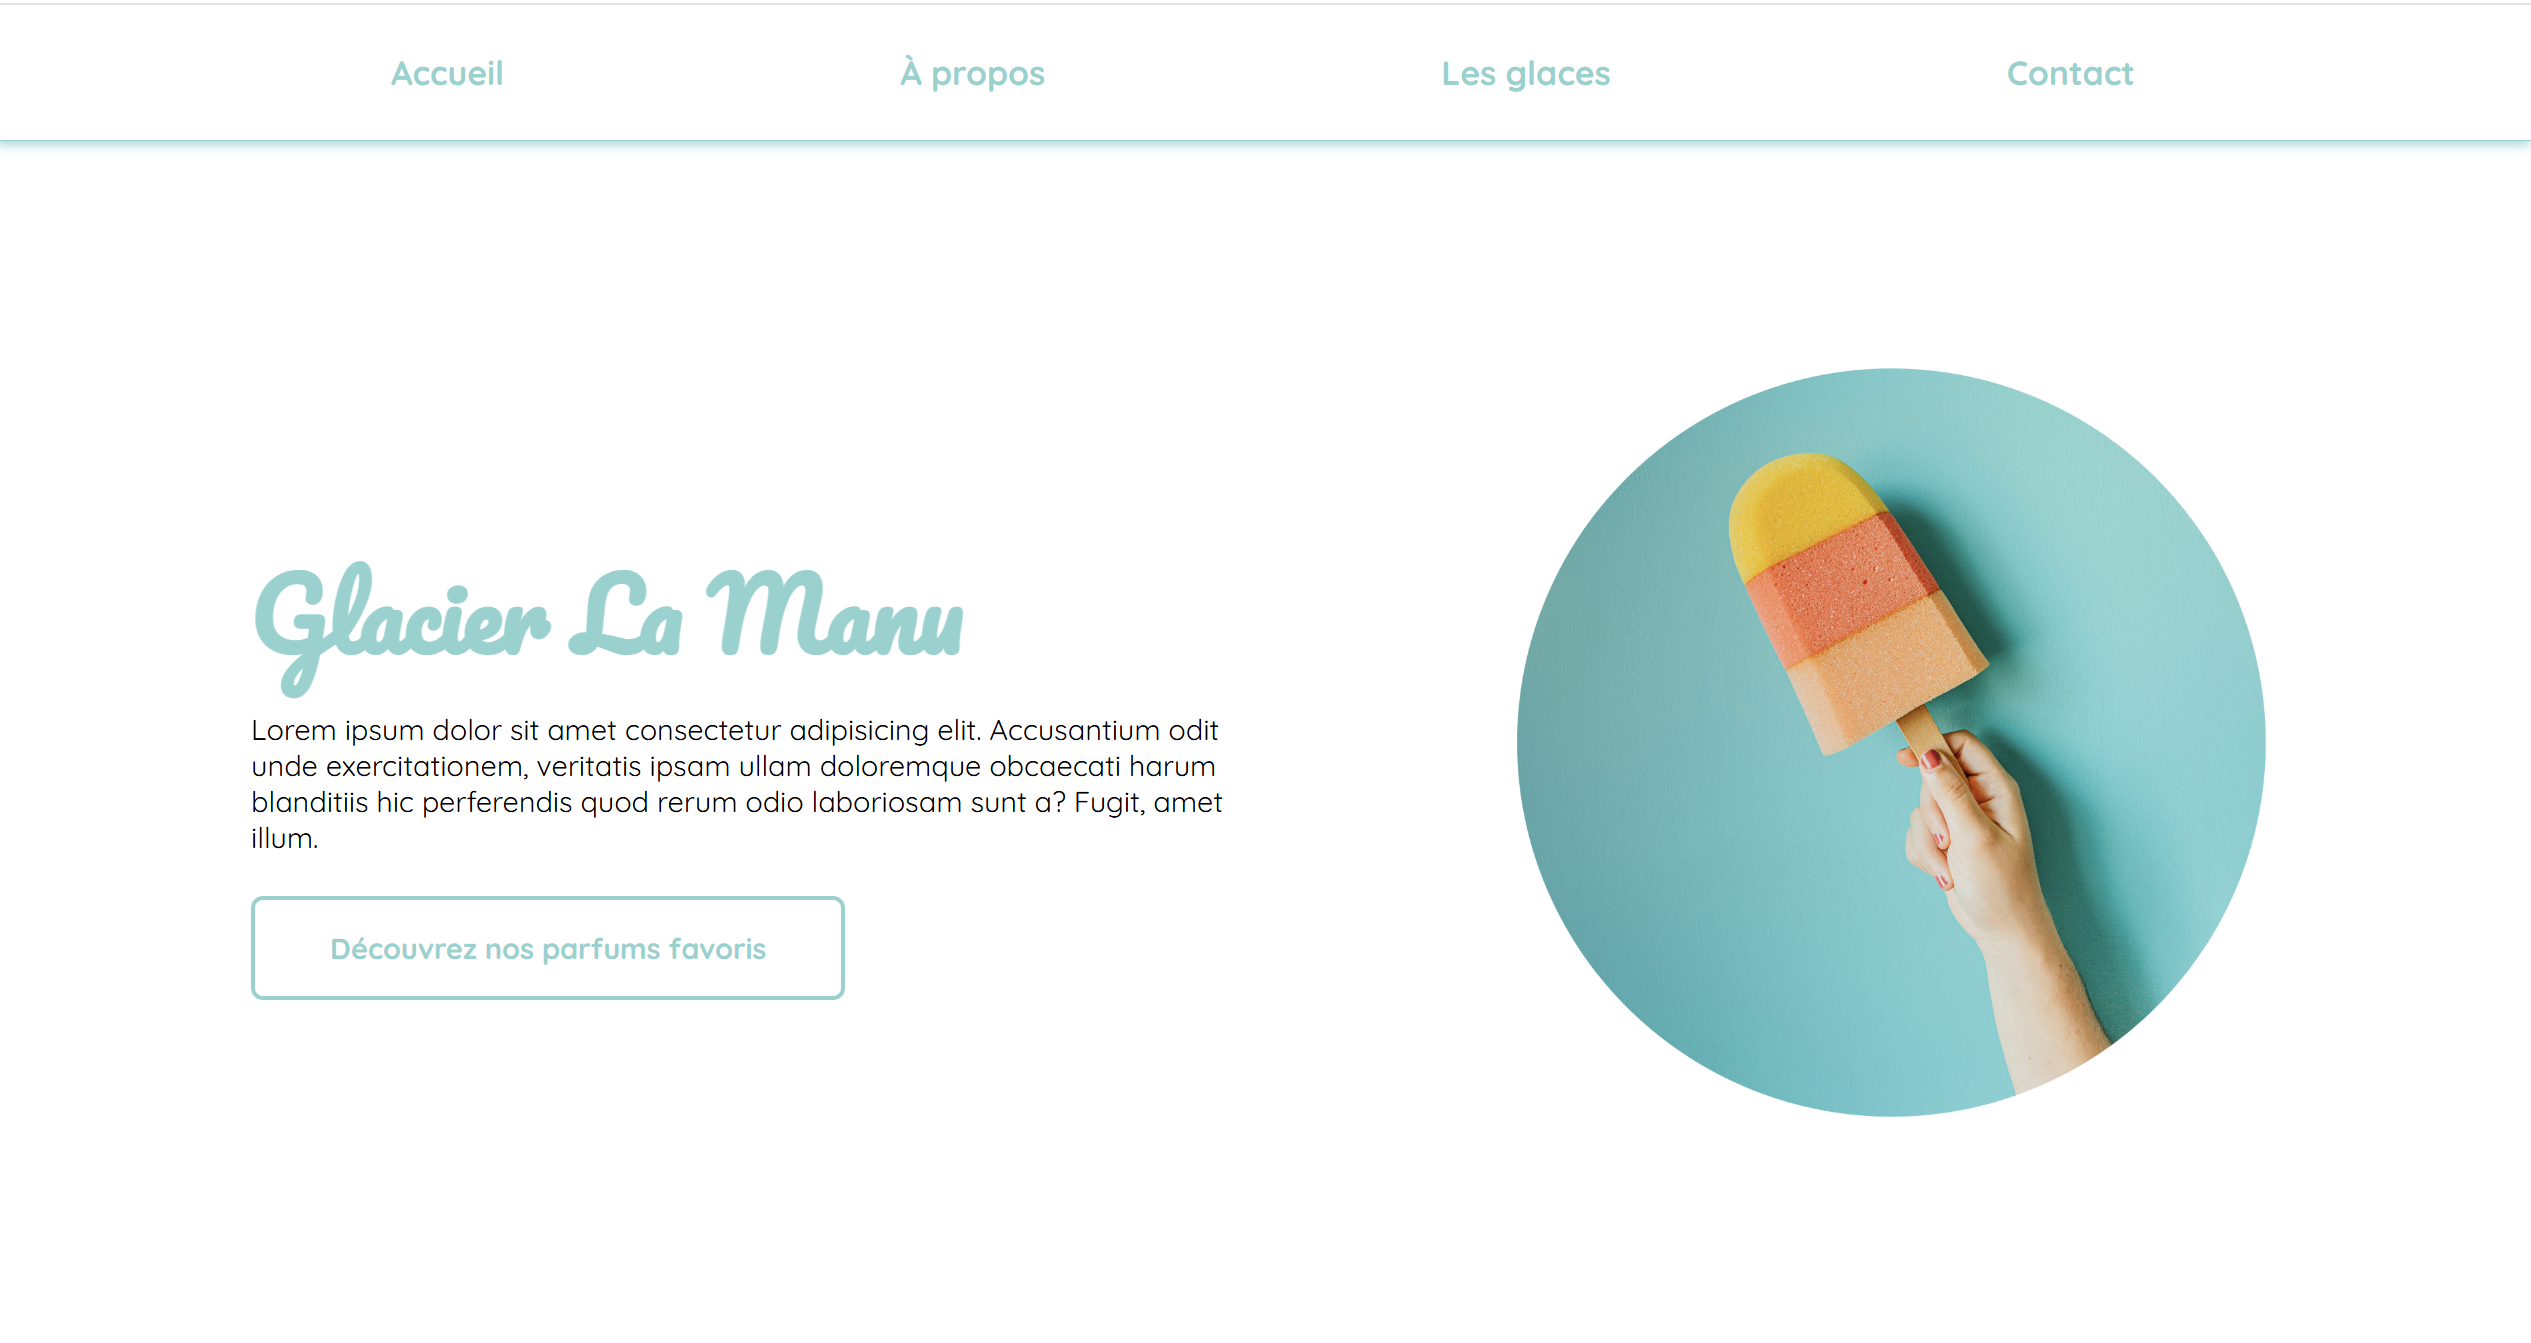 Accueil
À propos
Les glaces
Contact
Glacier La Manu
Lorem ipsum dolor sit amet consectetur adipisicing elit. Accusantium odit
unde exercitationem, veritatis ipsam ullam doloremque obcaecati harum
blanditiis hic perferendis quod rerum odio laboriosam sunt a? Fugit, amet
illum.
Découvrez nos parfums favoris